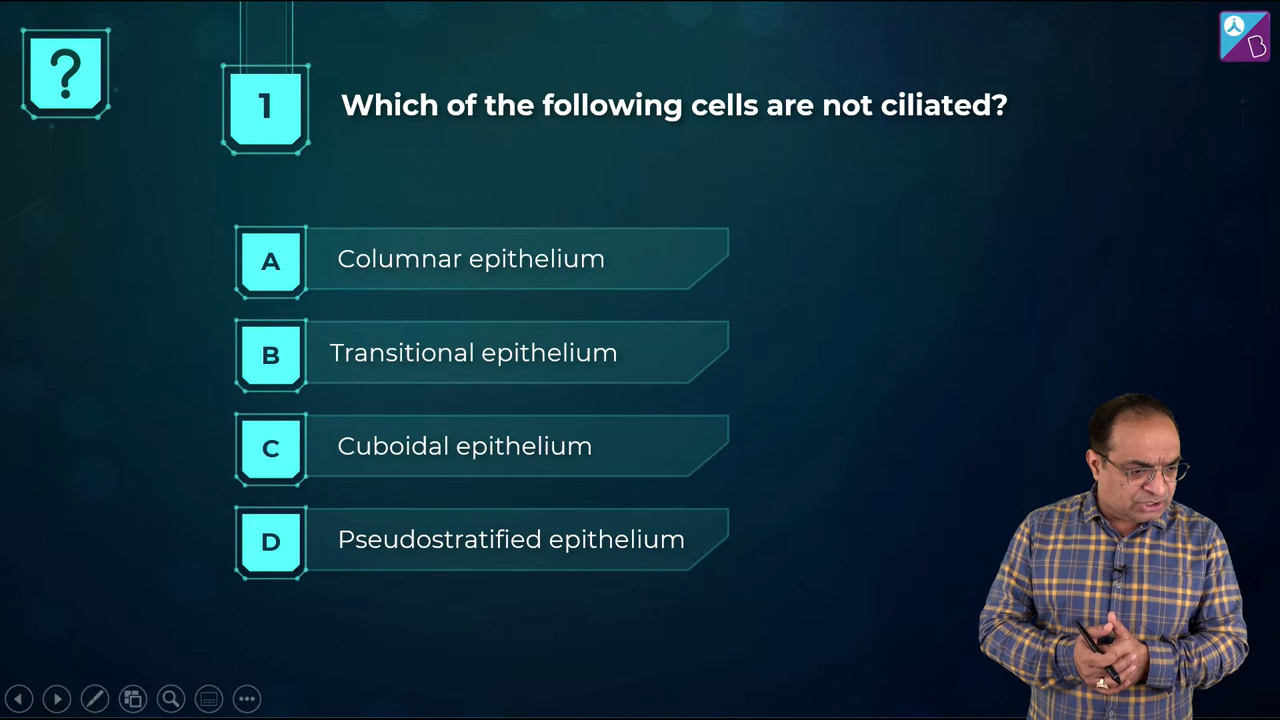 ?
1
Which of the following cells are not ciliated?
A
Columnar epithelium
B
Transitional epithelium
C
Cuboidal epithelium
D
Pseudostratified epithelium
B